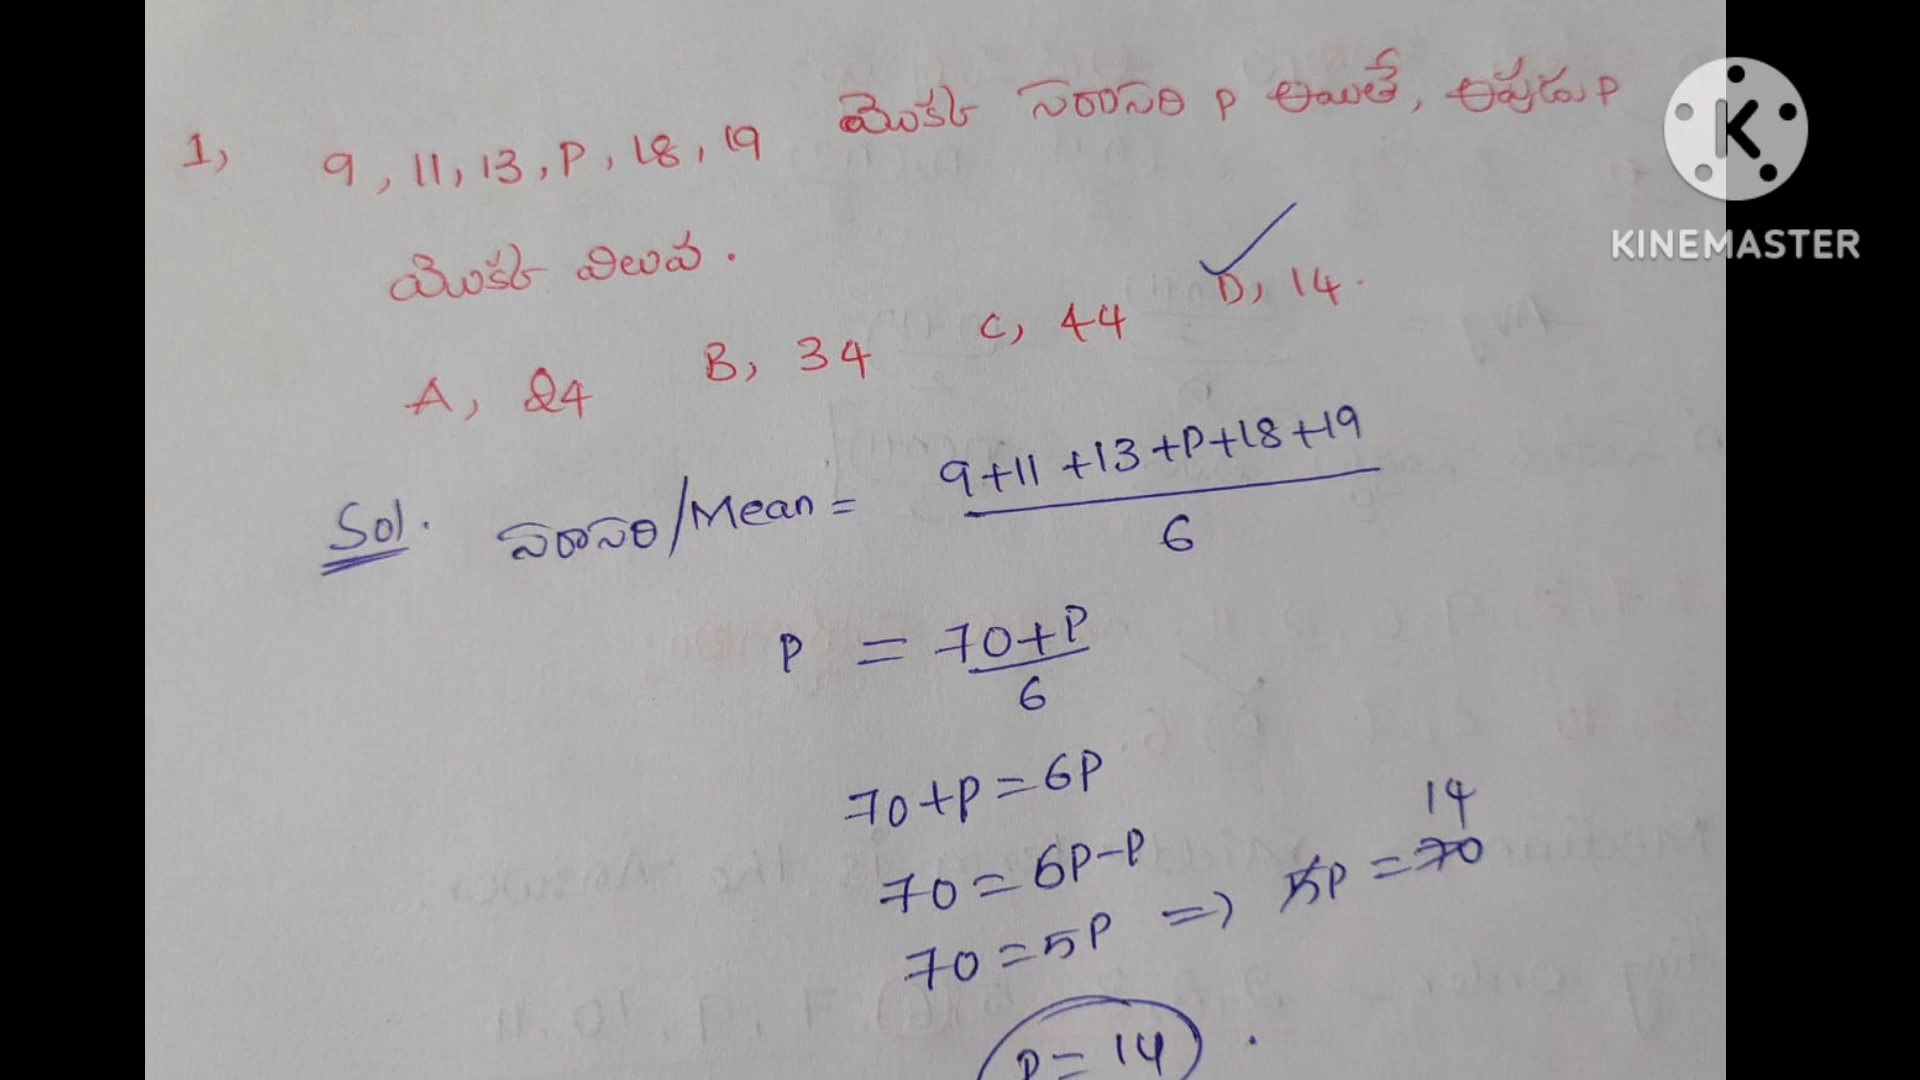 1, 9, 11, 13, P, 18, 19 యొక్క సరాసరి P అయితే, అప్పుడు P
యొక్క విలువ.
A, 24 B, 34 C, 44 D, 14.
Sol. సరాసరి/Mean = 9+11+13+P+18+19
6
P = 70+P
6
70+P=6P
70=6P-P
14
70=5P => 5P=70
P=14.
K
KINEMASTER